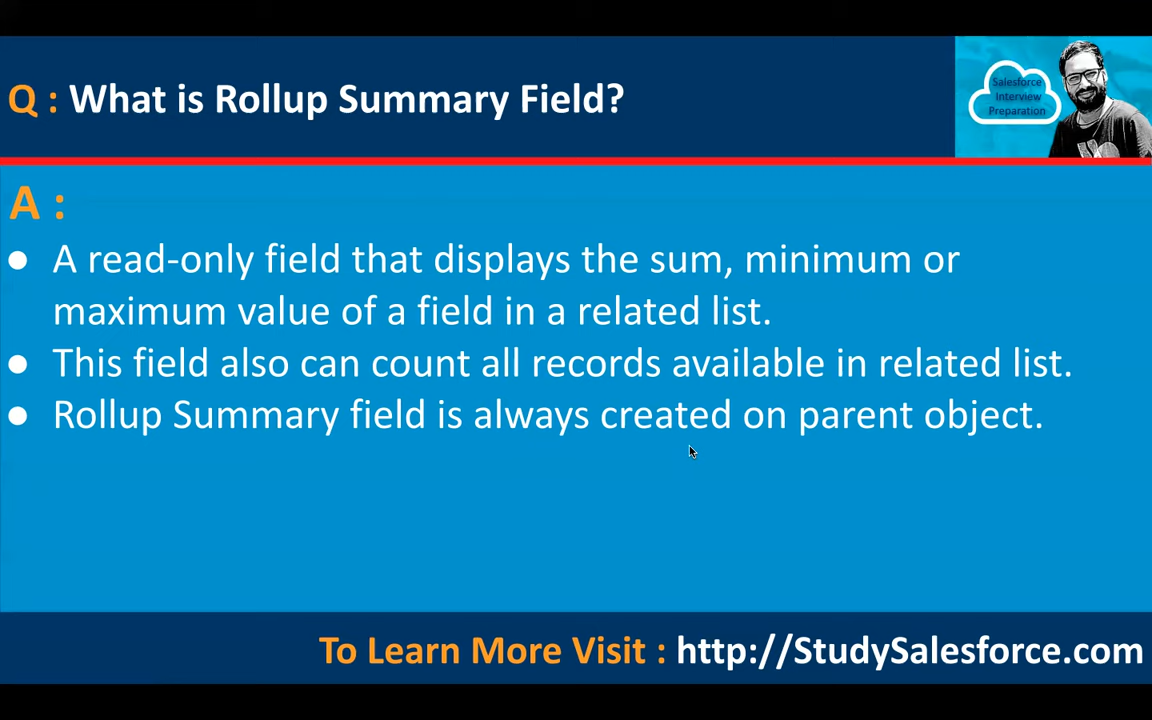 Q : What is Rollup Summary Field?
Salesforce
Interview
Preparation
A :
● A read-only field that displays the sum, minimum or
maximum value of a field in a related list.
● This field also can count all records available in related list.
● Rollup Summary field is always created on parent object.
To Learn More Visit : http://StudySalesforce.com